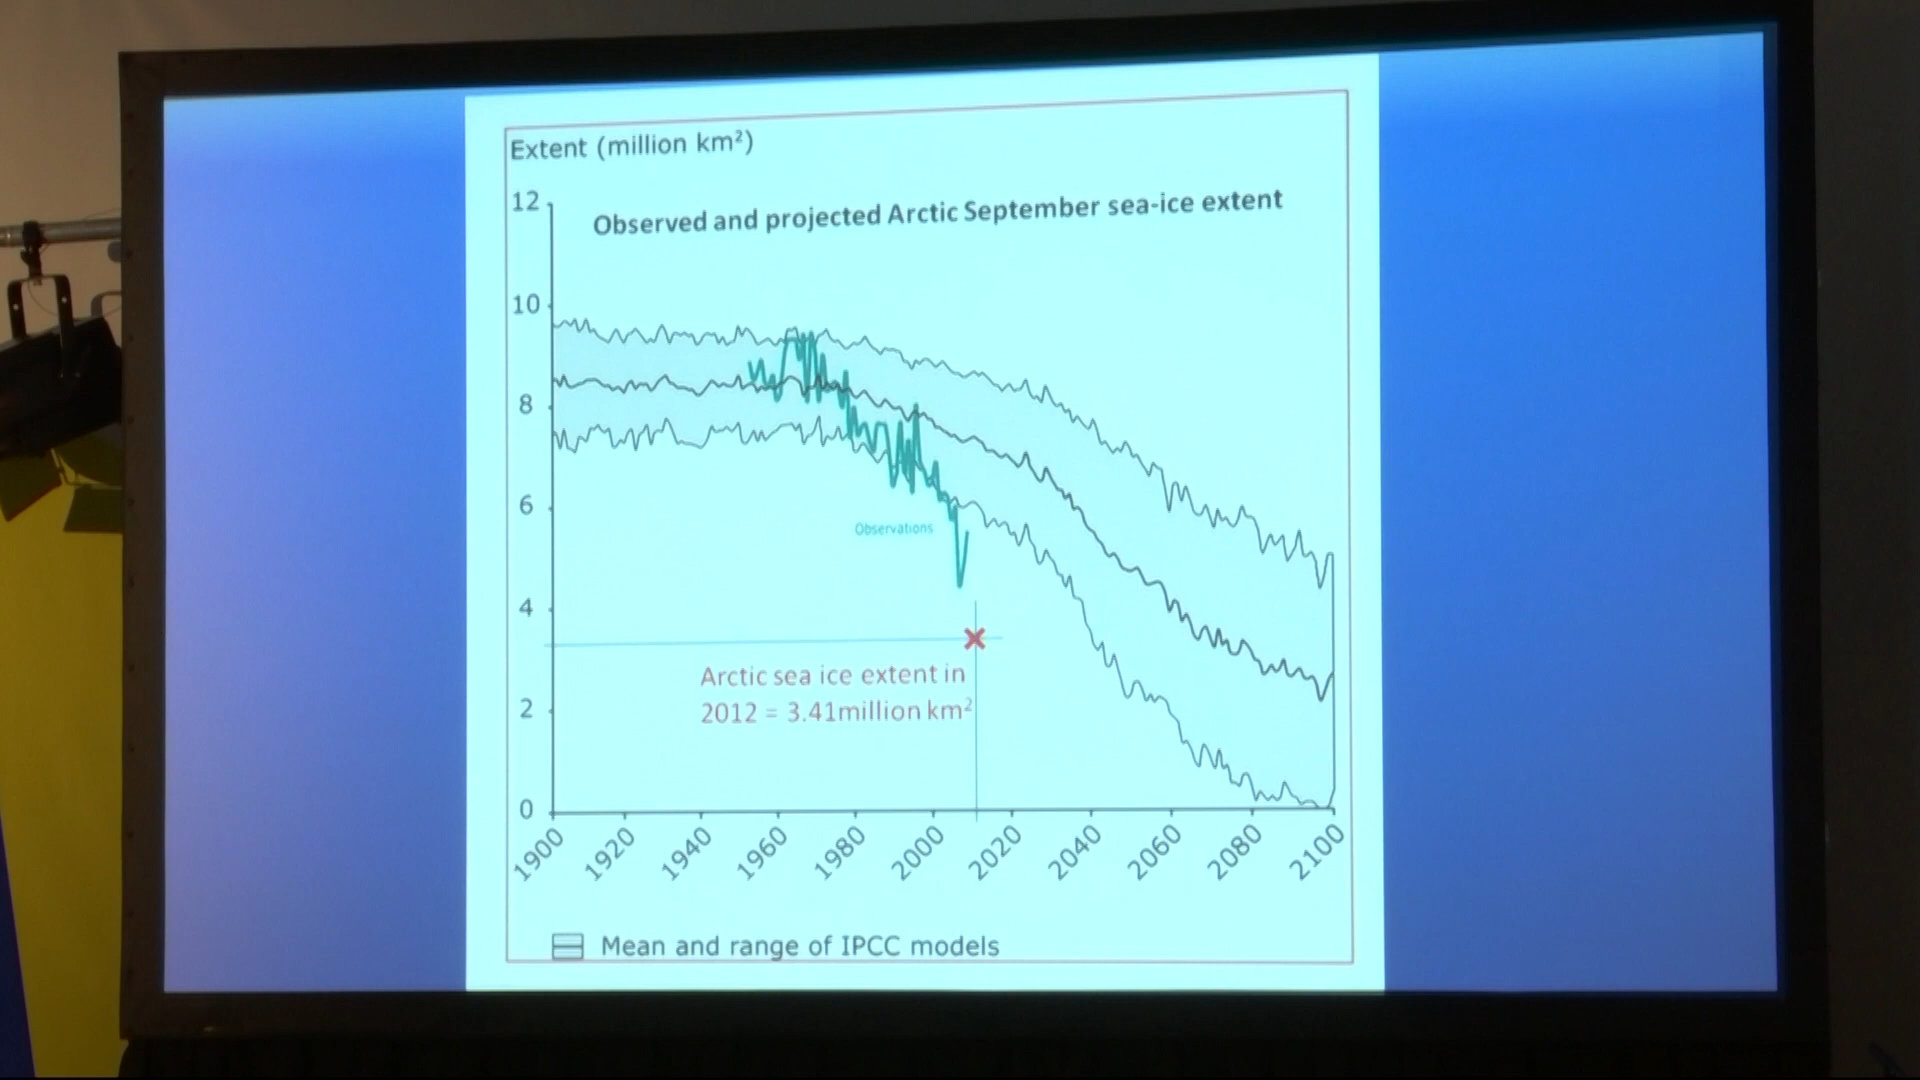 Extent (million km²)
12
Observed and projected Arctic September sea-ice extent
10
8
6
Observations
4
Arctic sea ice extent in
2012 = 3.41million km²
2
0
1900 1920 1940 1960 1980 2000 2020 2040 2060 2080 2100
Mean and range of IPCC models